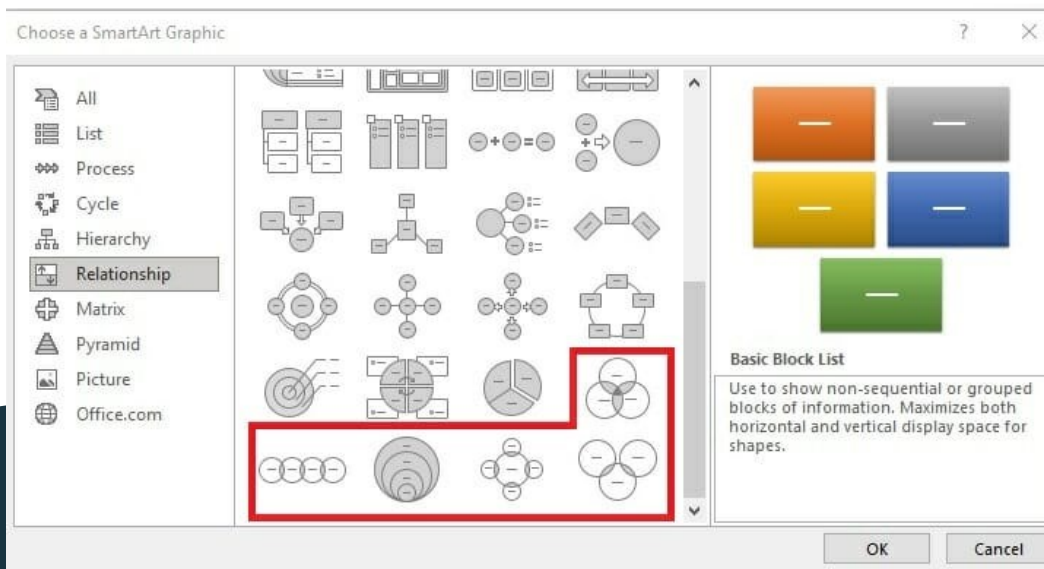 Choose a SmartArt Graphic
?
All
List
Process
Cycle
Hierarchy
Relationship
Matrix
Pyramid
Picture
Office.com
Basic Block List
Use to show non-sequential or grouped
blocks of information. Maximizes both
horizontal and vertical display space for
shapes.
OK
Cancel